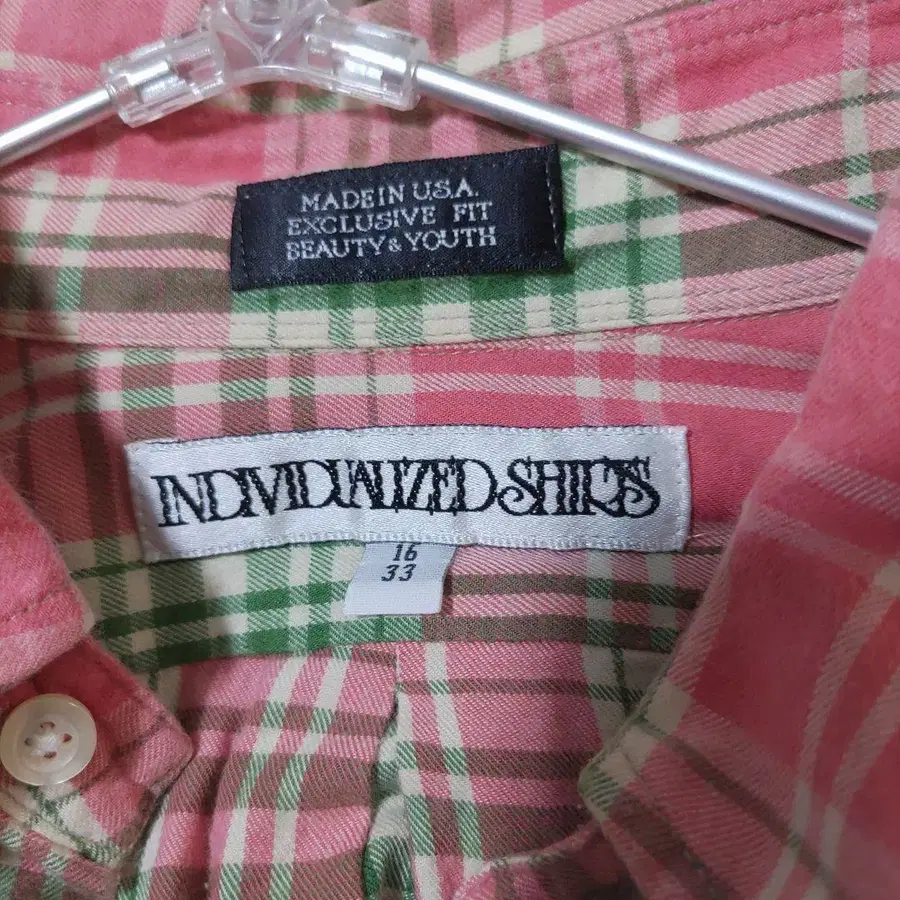 MADE IN U.S.A.
EXCLUSIVE FIT
BEAUTY & YOUTH
INDIVIDUALIZED SHIRTS
16
33